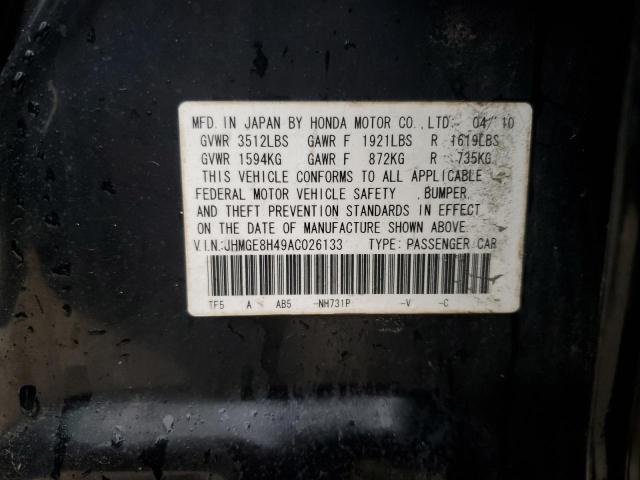 MFD. IN JAPAN BY HONDA MOTOR CO.,LTD. 04/10
GVWR 3512LBS GAWR F 1921LBS R 1619LBS
GVWR 1594KG GAWR F 872KG R 735KG
THIS VEHICLE CONFORMS TO ALL APPLICABLE
FEDERAL MOTOR VEHICLE SAFETY ,BUMPER,
AND THEFT PREVENTION STANDARDS IN EFFECT
ON THE DATE OF MANUFACTURE SHOWN ABOVE.
V.I.N.:JHMGE8H49AC026133 TYPE: PASSENGER CAR
TF5 A AB5 -NH731P -V -C